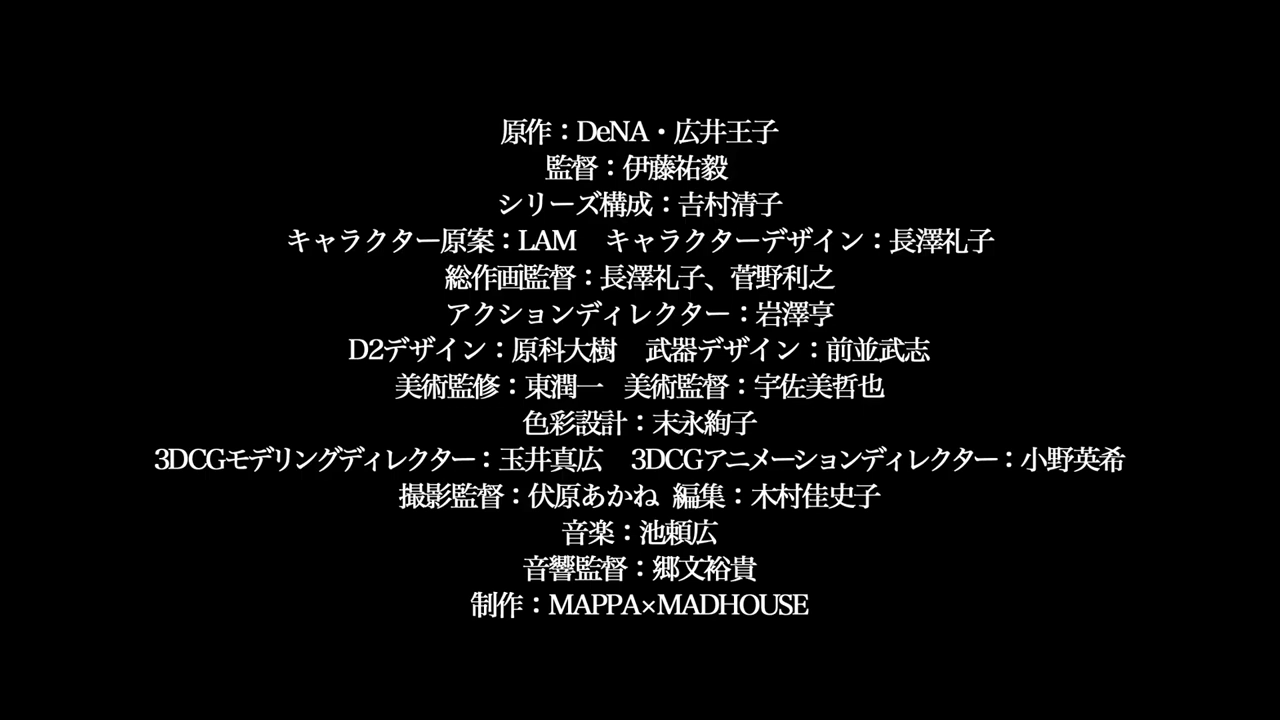 原作：DeNA・広井王子
監督：伊藤祐毅
シリーズ構成：𠮷村清子
キャラクター原案：LAM　キャラクターデザイン：長澤礼子
総作画監督：長澤礼子、菅野利之
アクションディレクター：岩澤亨
D2デザイン：原科大樹　武器デザイン：前並武志
美術監修：東潤一　美術監督：宇佐美哲也
色彩設計：末永絢子
3DCGモデリングディレクター：玉井真広　3DCGアニメーションディレクター：小野英希
撮影監督：伏原あかね 編集：木村佳史子
音楽：池頼広
音響監督：郷文裕貴
制作：MAPPA×MADHOUSE